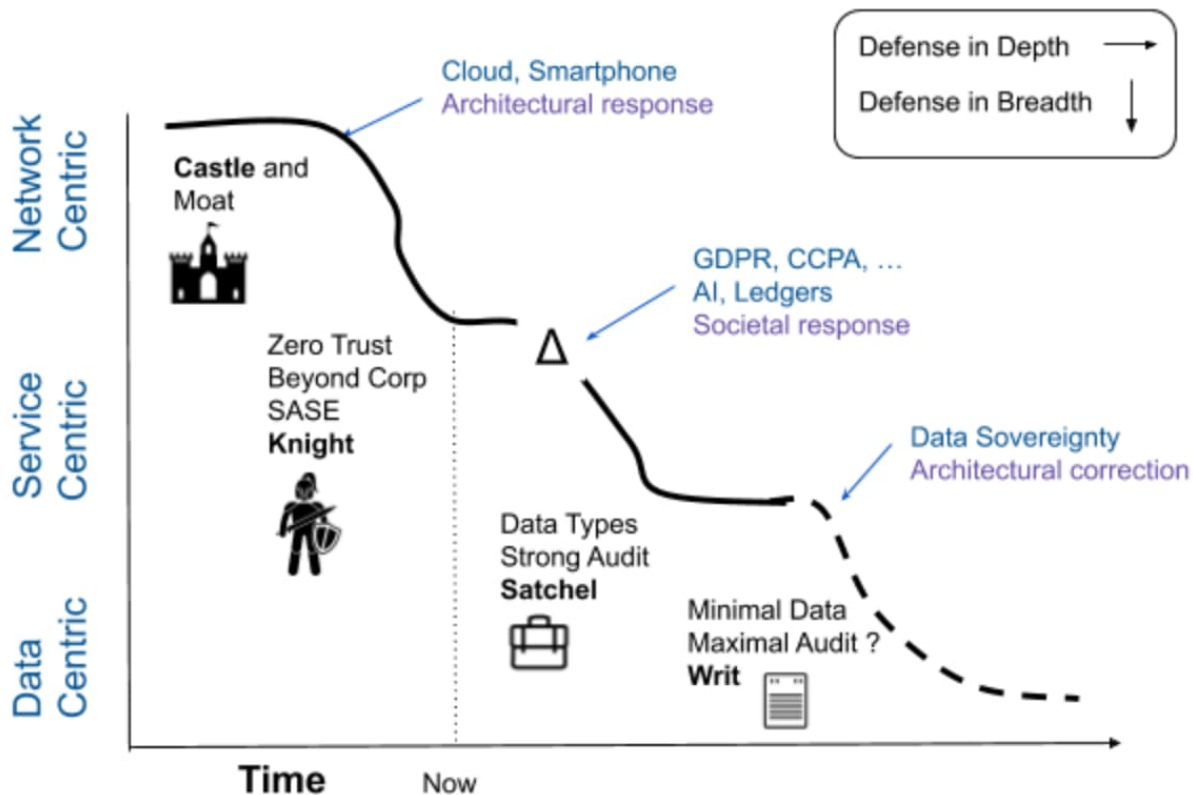 Defense in Depth
Defense in Breadth
Cloud, Smartphone
Architectural response
Network
Centric
Castle and
Moat
GDPR, CCPA, ...
AI, Ledgers
Societal response
Zero Trust
Beyond Corp
SASE
Knight
Δ
Service
Centric
Data Sovereignty
Architectural correction
Data Types
Strong Audit
Satchel
Minimal Data
Maximal Audit ?
Writ
Data
Centric
Time
Now